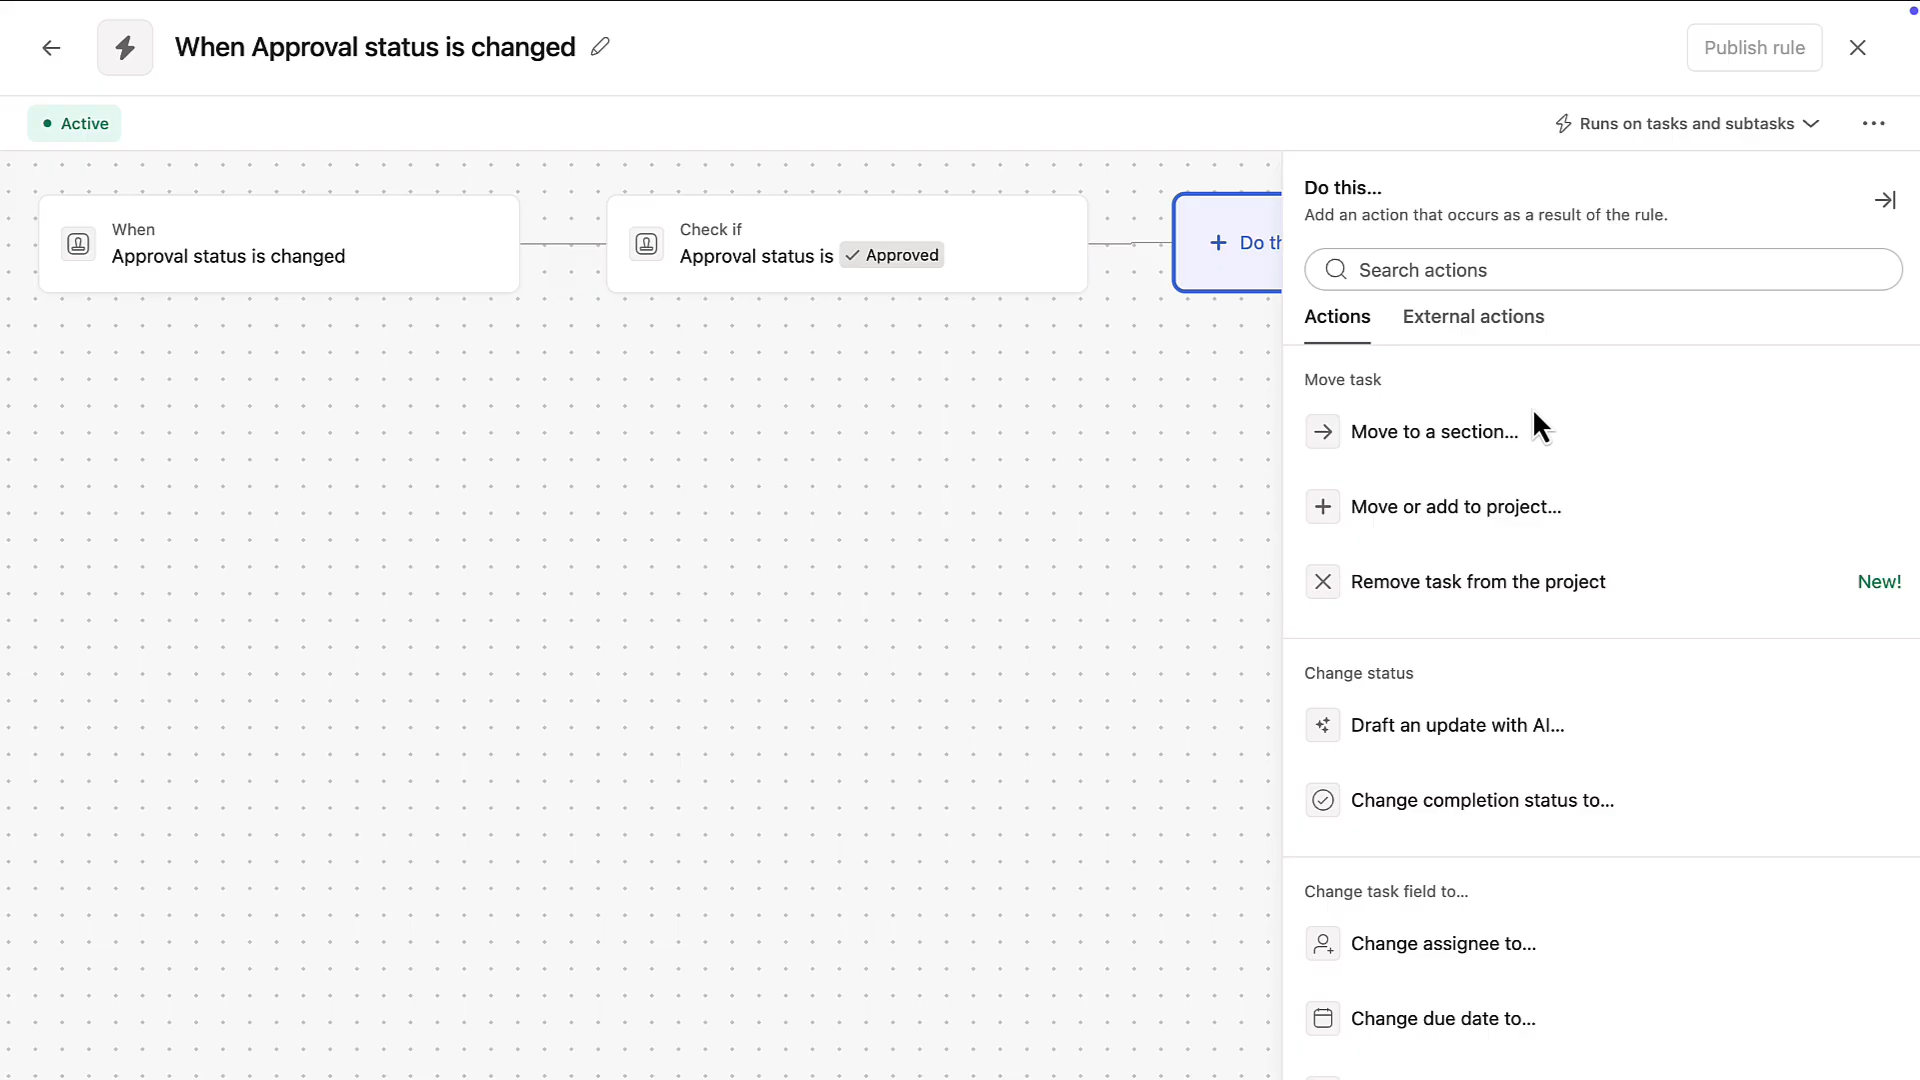 When Approval status is changed
Publish rule
Active
Runs on tasks and subtasks
When
Approval status is changed
Check if
Approval status is Approved
+ Do th
Do this...
Add an action that occurs as a result of the rule.
Search actions
Actions
External actions
Move task
Move to a section...
Move or add to project...
Remove task from the project
New!
Change status
Draft an update with AI...
Change completion status to...
Change task field to...
Change assignee to...
Change due date to...